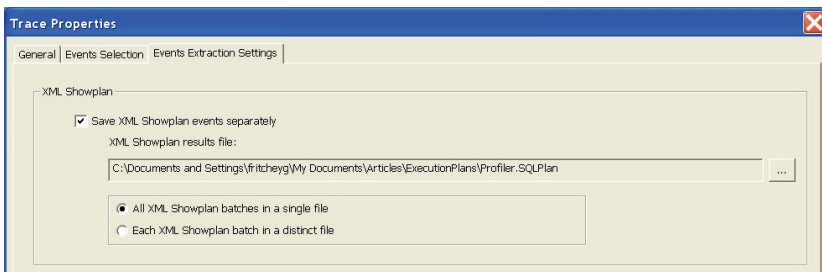 Trace Properties
General Events Selection Events Extraction Settings
XML Showplan
Save XML Showplan events separately
XML Showplan results file:
C:\Documents and Settings\fritcheyg\My Documents\Articles\ExecutionPlans\Profiler.SQLPlan
...
All XML Showplan batches in a single file
Each XML Showplan batch in a distinct file